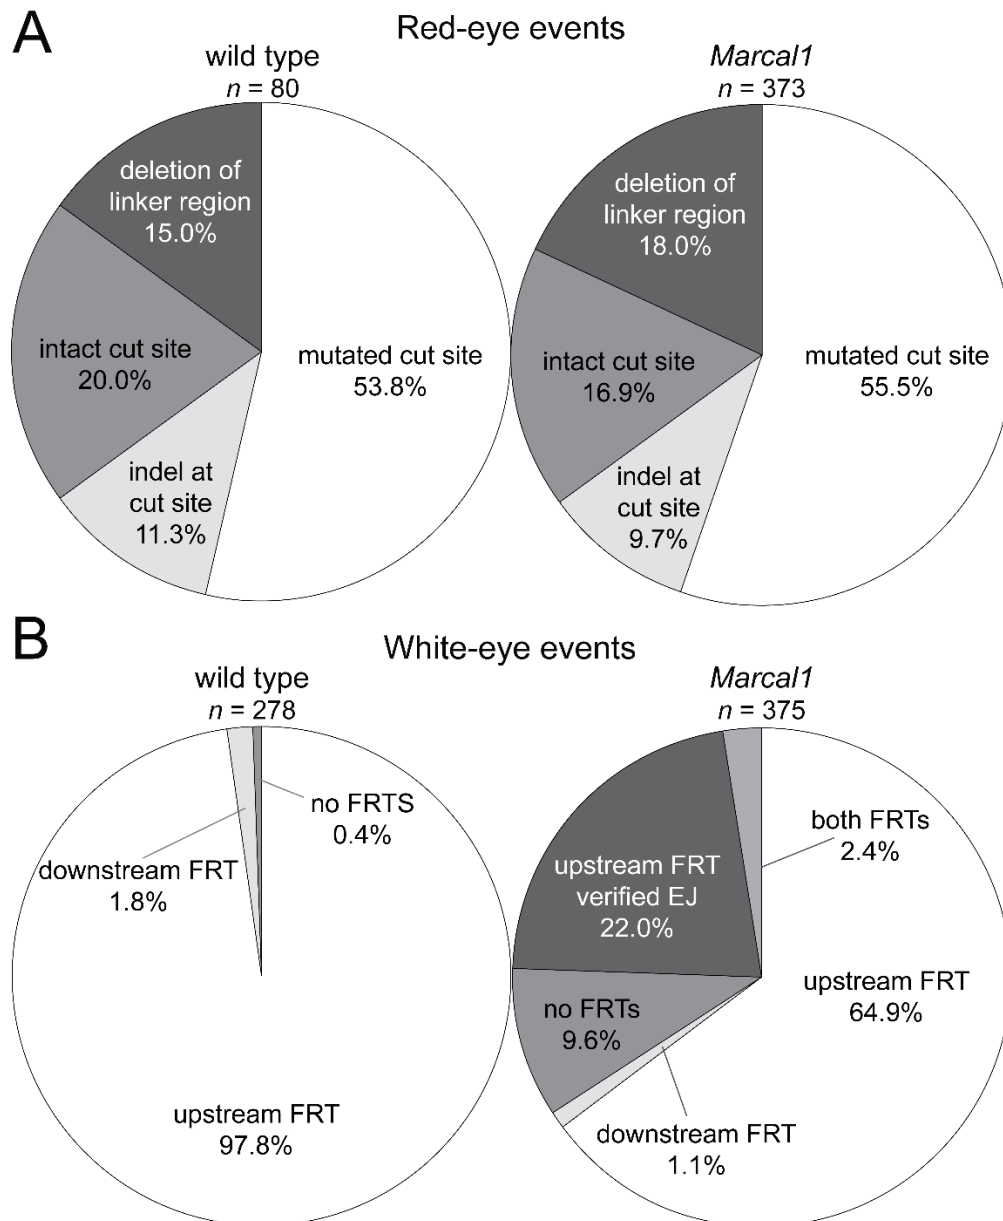 A
Red-eye events
wild type
n = 80
deletion of
linker region
15.0%
intact cut site
20.0%
indel at
cut site
11.3%
mutated cut site
53.8%
Marcal1
n = 373
deletion of
linker region
18.0%
intact cut site
16.9%
indel at
cut site
9.7%
mutated cut site
55.5%
B
White-eye events
wild type
n = 278
no FRTS
0.4%
downstream FRT
1.8%
upstream FRT
97.8%
Marcal1
n = 375
both FRTs
2.4%
upstream FRT
verified EJ
22.0%
upstream FRT
64.9%
no FRTs
9.6%
downstream FRT
1.1%